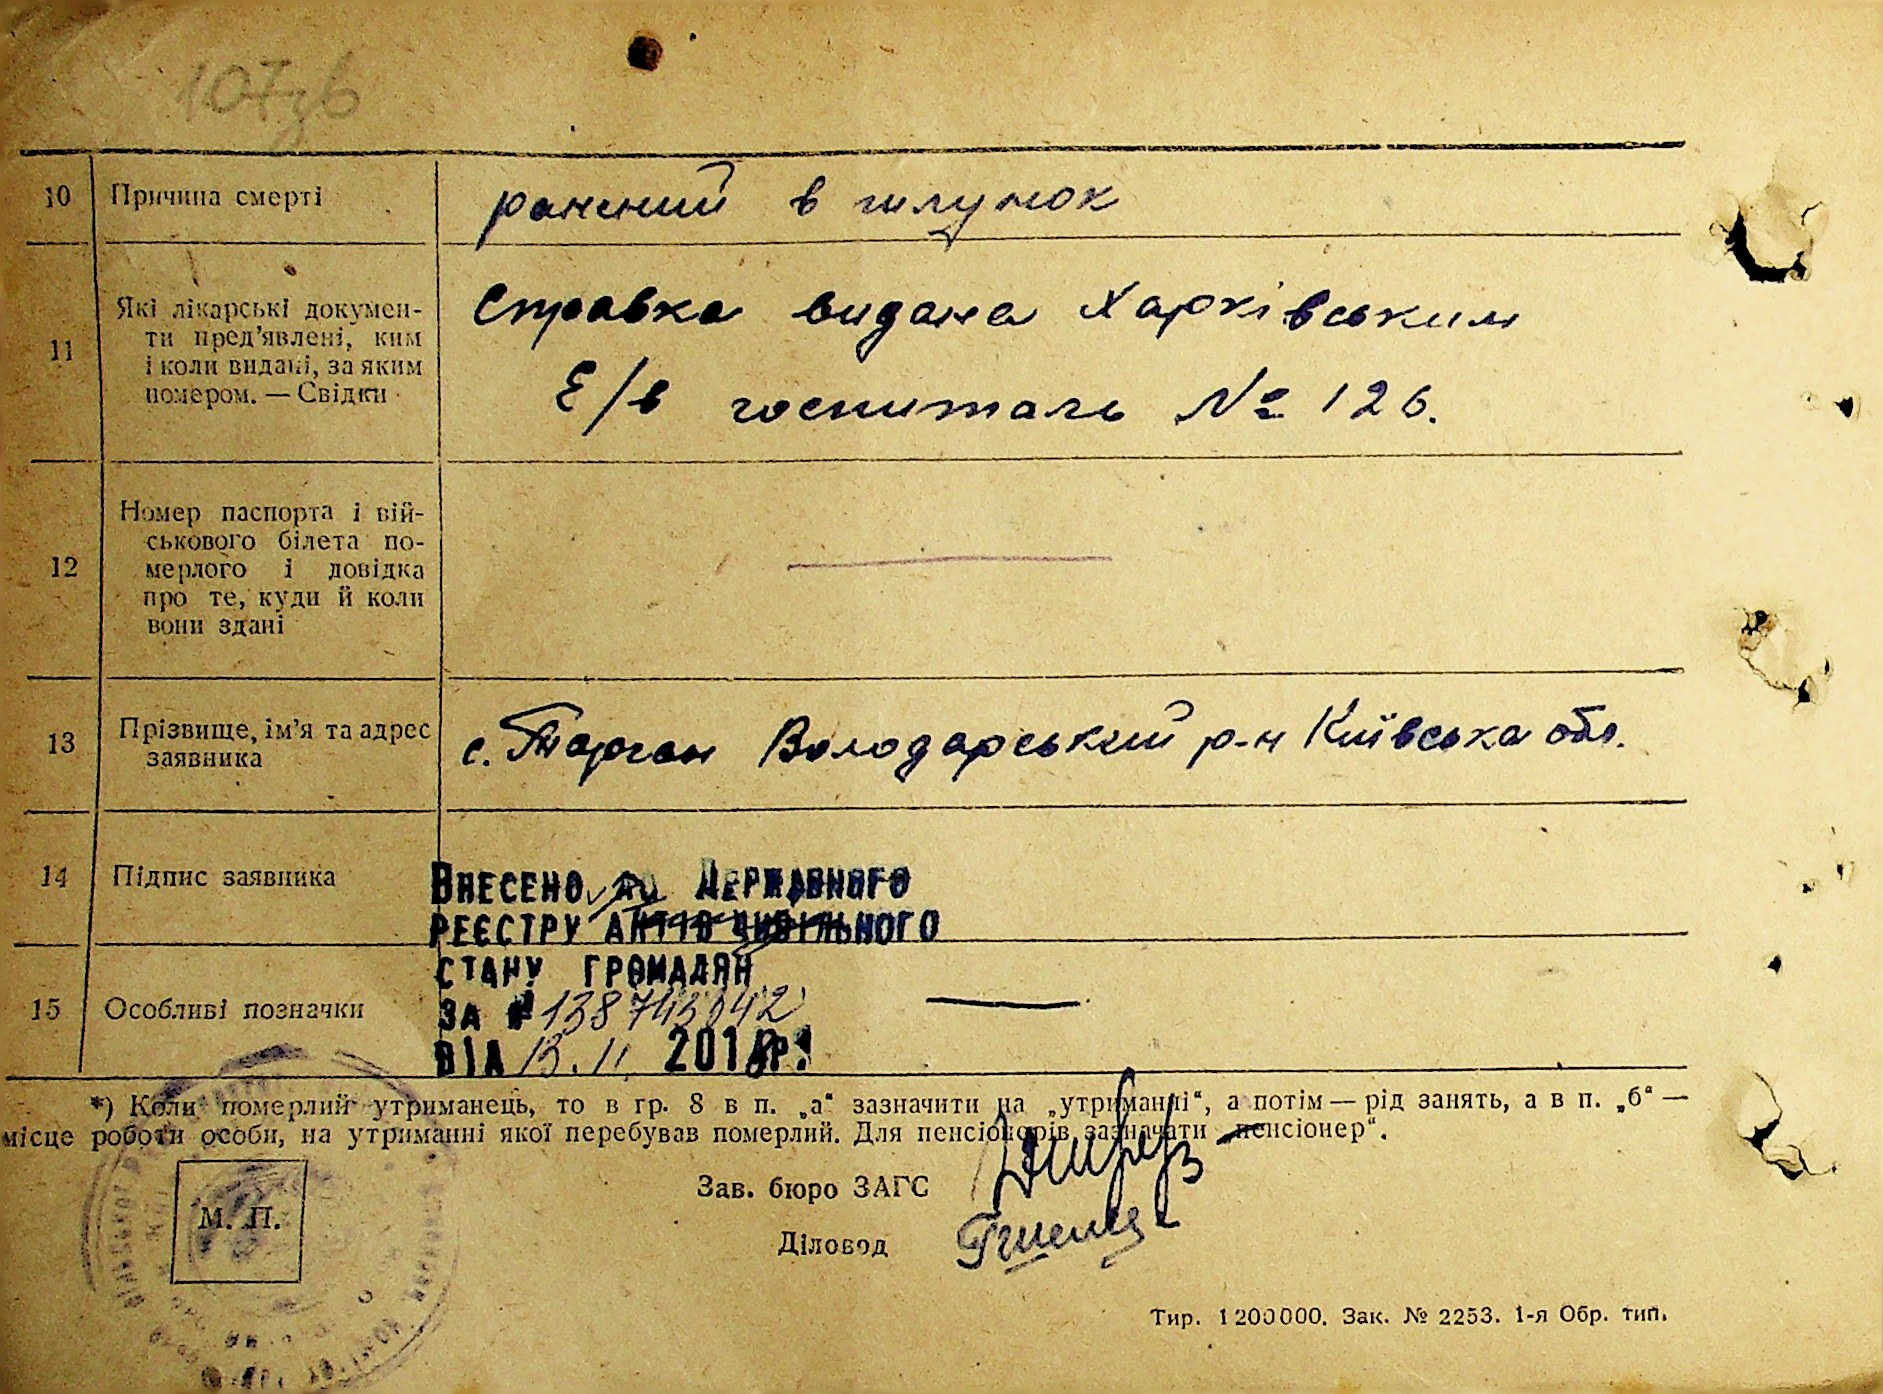 107зв
10 Причина смерті ранений в шлунок
11 Які лікарські докумен-
ти пред’явлені, ким
і коли видані, за яким
номером. — Свідки
Справка видана Харківським
Е/в госпиталь № 126.
12 Номер паспорта і вій-
ськового білета по-
мерлого і довідка
про те, куди й коли
вони здані
13 Прізвище, ім’я та адрес
заявника
с. Тарган Володарський р-н Київська обл.
14 Підпис заявника
ВНЕСЕНО ДО ДЕРЖАВНОГО
РЕЄСТРУ АКТІВ ЦИВІЛЬНОГО
СТАНУ ГРОМАДЯН
15 Особливі позначки
ЗА №
ВІД 13.11. 2018р.
*) Коли померлий утриманець, то в гр. 8 в п. „а“ зазначити на „утриманні“, а потім — рід занять, а в п. „б“ —
місце роботи особи, на утриманні якої перебував померлий. Для пенсіонорів зазначати „пенсіонер“.
Зав. бюро ЗАГС
М. П.
Діловод
Тир. 1200000. Зак. № 2253. 1-я Обр. тип.